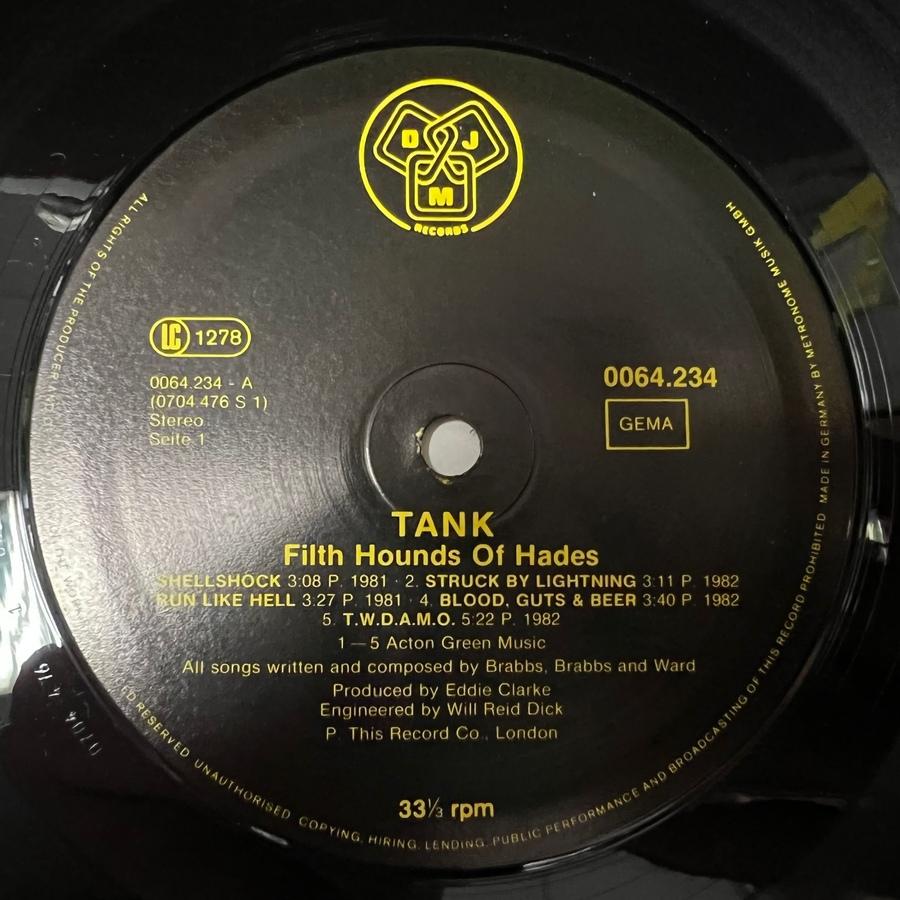 D J
M
RECORDS
LC 1278
0064.234 - A
(0704 476 S 1)
Stereo
Seite 1
0064.234
GEMA
TANK
Filth Hounds Of Hades
SHELLSHOCK 3:08 P. 1981 · 2. STRUCK BY LIGHTNING 3:11 P. 1982
RUN LIKE HELL 3:27 P. 1981 · 4. BLOOD, GUTS & BEER 3:40 P. 1982
5. T.W.D.A.M.O. 5:22 P. 1982
1—5 Acton Green Music
All songs written and composed by Brabbs, Brabbs and Ward
Produced by Eddie Clarke
Engineered by Will Reid Dick
P. This Record Co., London
33⅓ rpm
ALL RIGHTS OF THE PRODUCER AND RESERVED UNAUTHORISED COPYING, HIRING, LENDING, PUBLIC PERFORMANCE AND BROADCASTING OF THIS RECORD PROHIBITED MADE IN GERMANY BY METRONOME MUSIK GMBH